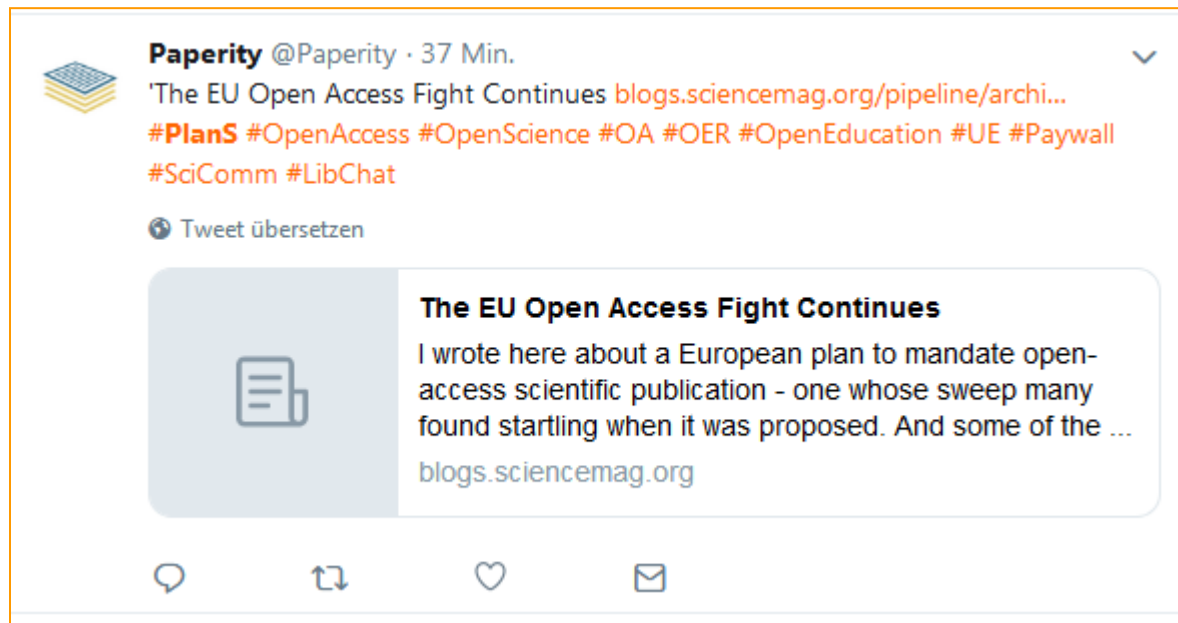 Paperity @Paperity · 37 Min.
'The EU Open Access Fight Continues blogs.sciencemag.org/pipeline/archi...
#PlanS #OpenAccess #OpenScience #OA #OER #OpenEducation #UE #Paywall
#SciComm #LibChat
Tweet übersetzen
The EU Open Access Fight Continues
I wrote here about a European plan to mandate open-
access scientific publication - one whose sweep many
found startling when it was proposed. And some of the ...
blogs.sciencemag.org